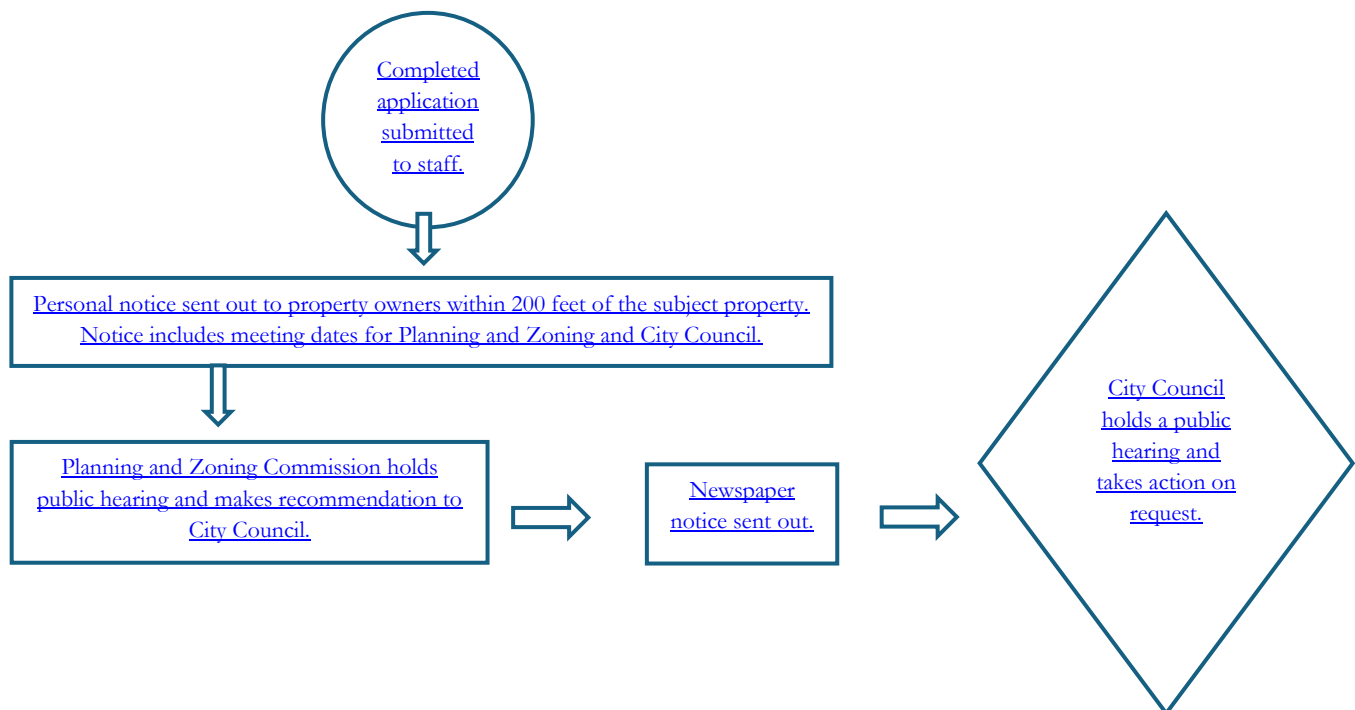 Completed
application
submitted
to staff.
Personal notice sent out to property owners within 200 feet of the subject property.
Notice includes meeting dates for Planning and Zoning and City Council.
Planning and Zoning Commission holds
public hearing and makes recommendation to
City Council.
Newspaper
notice sent out.
City Council
holds a public
hearing and
takes action on
request.